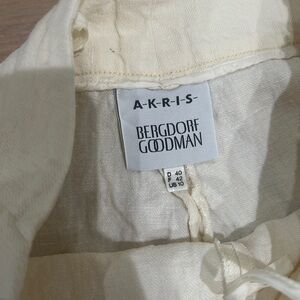 A-K-R-I-S-
BERGDORF
GOODMAN
D 40
F 42
US 10